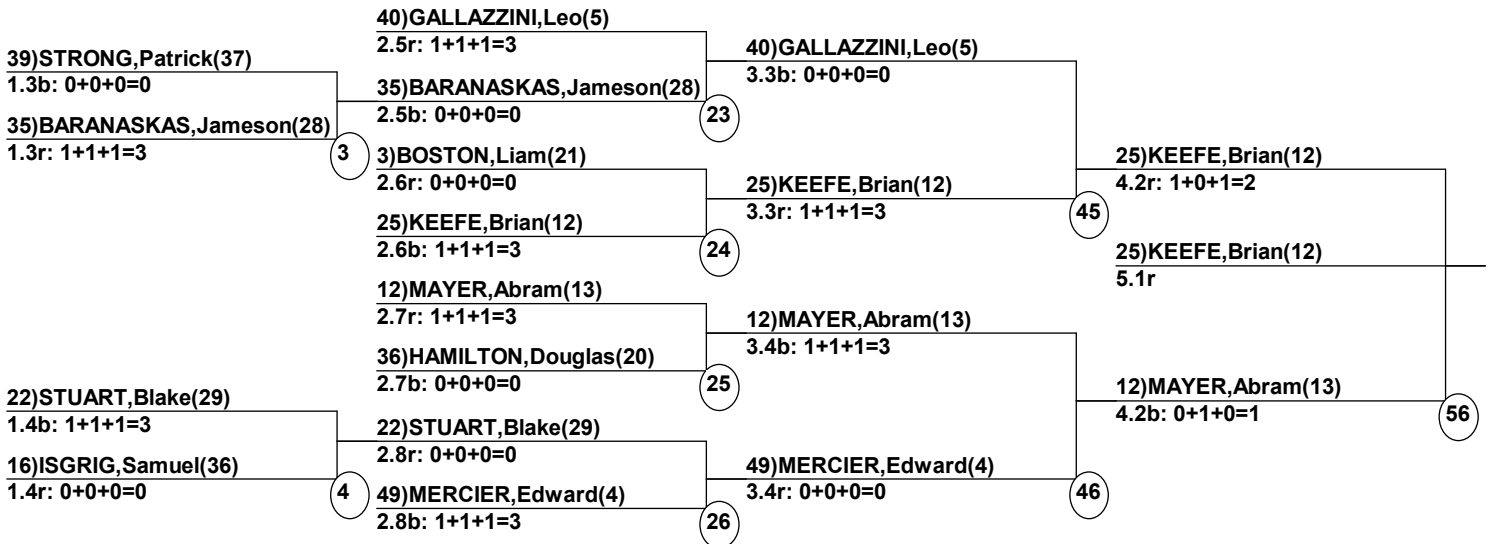 39)STRONG,Patrick(37)
1.3b: 0+0+0=0
35)BARANASKAS,Jameson(28)
1.3r: 1+1+1=3
3
22)STUART,Blake(29)
1.4b: 1+1+1=3
16)ISGRIG,Samuel(36)
1.4r: 0+0+0=0
4
40)GALLAZZINI,Leo(5)
2.5r: 1+1+1=3
35)BARANASKAS,Jameson(28)
2.5b: 0+0+0=0
23
3)BOSTON,Liam(21)
2.6r: 0+0+0=0
25)KEEFE,Brian(12)
2.6b: 1+1+1=3
24
12)MAYER,Abram(13)
2.7r: 1+1+1=3
36)HAMILTON,Douglas(20)
2.7b: 0+0+0=0
25
22)STUART,Blake(29)
2.8r: 0+0+0=0
49)MERCIER,Edward(4)
2.8b: 1+1+1=3
26
40)GALLAZZINI,Leo(5)
3.3b: 0+0+0=0
25)KEEFE,Brian(12)
3.3r: 1+1+1=3
45
12)MAYER,Abram(13)
3.4b: 1+1+1=3
49)MERCIER,Edward(4)
3.4r: 0+0+0=0
46
25)KEEFE,Brian(12)
4.2r: 1+0+1=2
25)KEEFE,Brian(12)
5.1r
12)MAYER,Abram(13)
4.2b: 0+1+0=1
56